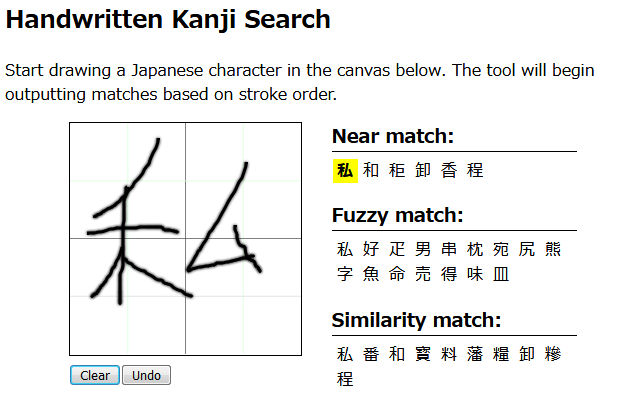 Handwritten Kanji Search
Start drawing a Japanese character in the canvas below. The tool will begin
outputting matches based on stroke order.
私
Clear Undo
Near match:
私 和 秬 卸 香 程
Fuzzy match:
私 好 疋 男 串 枕 宛 尻 熊
字 魚 命 売 得 味 皿
Similarity match:
私 番 和 寳 料 藩 糧 卸 糝
程